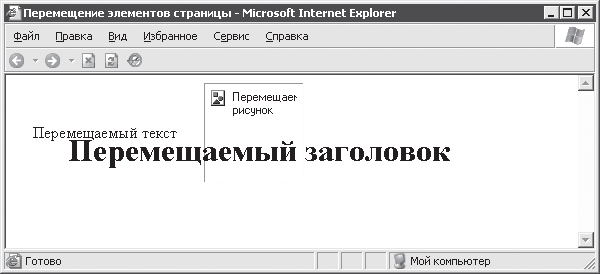 Перемещение элементов страницы - Microsoft Internet Explorer
Файл Правка Вид Избранное Сервис Справка
Перемещаем
рисунок
Перемещаемый текст
Перемещаемый заголовок
Готово Мой компьютер